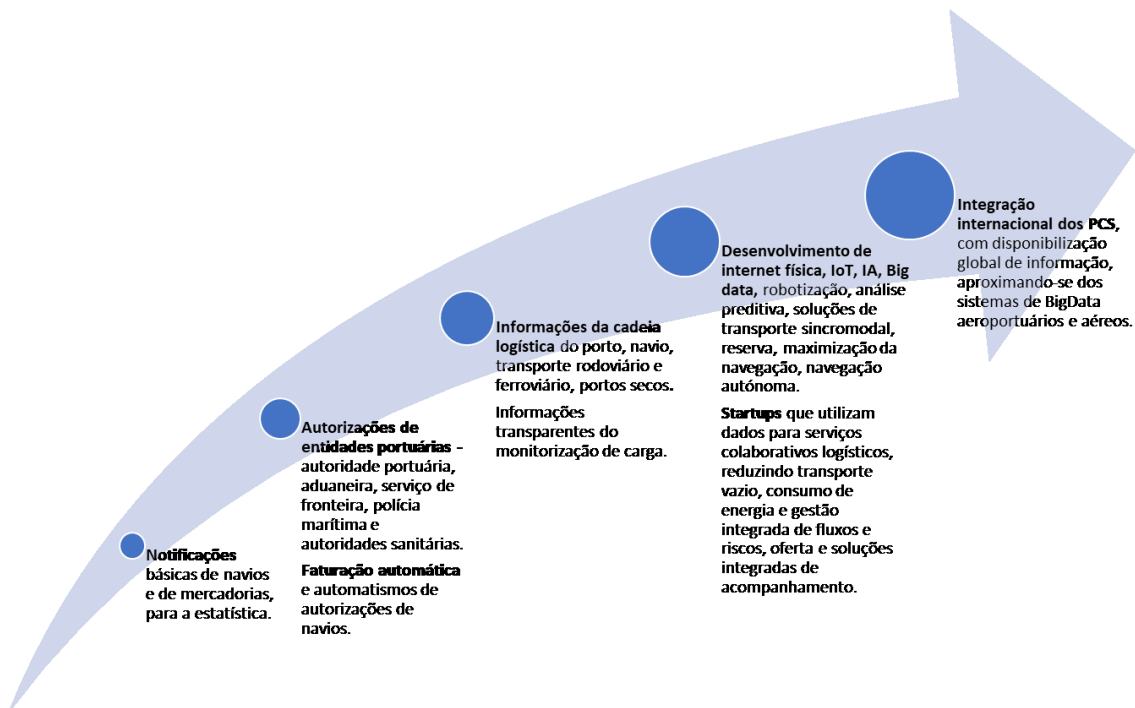 Notificações
básicas de navios
e de mercadorias,
para a estatística.
Autorizações de
entidades portuárias –
autoridade portuária,
aduaneira, serviço de
fronteira, polícia
marítima e
autoridades sanitárias.
Faturação automática
e automatismos de
autorizações de
navios.
Informações da cadeia
logística do porto, navio,
transporte rodoviário e
ferroviário, portos secos.
Informações
transparentes do
monitorização de carga.
Desenvolvimento de
internet física, IoT, IA, Big
data, robotização, análise
preditiva, soluções de
transporte sincromodal,
reserva, maximização da
navegação, navegação
autónoma.
Startups que utilizam
dados para serviços
colaborativos logísticos,
reduzindo transporte
vazio, consumo de
energia e gestão
integrada de fluxos e
riscos, oferta e soluções
integradas de
acompanhamento.
Integração
internacional dos PCS,
com disponibilização
global de informação,
aproximando-se dos
sistemas de BigData
aeroportuários e aéreos.